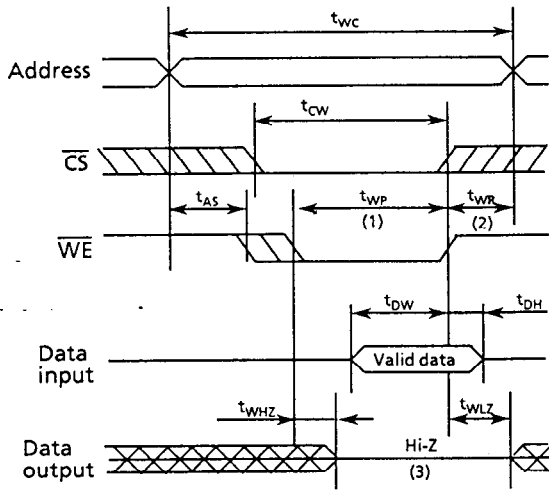 tWC
Address
tCW
CS
tAS
tWP
tWR
(1)
(2)
WE
tDW
tDH
Data
input
Valid data
tWHZ
tWLZ
Data
output
Hi-Z
(3)